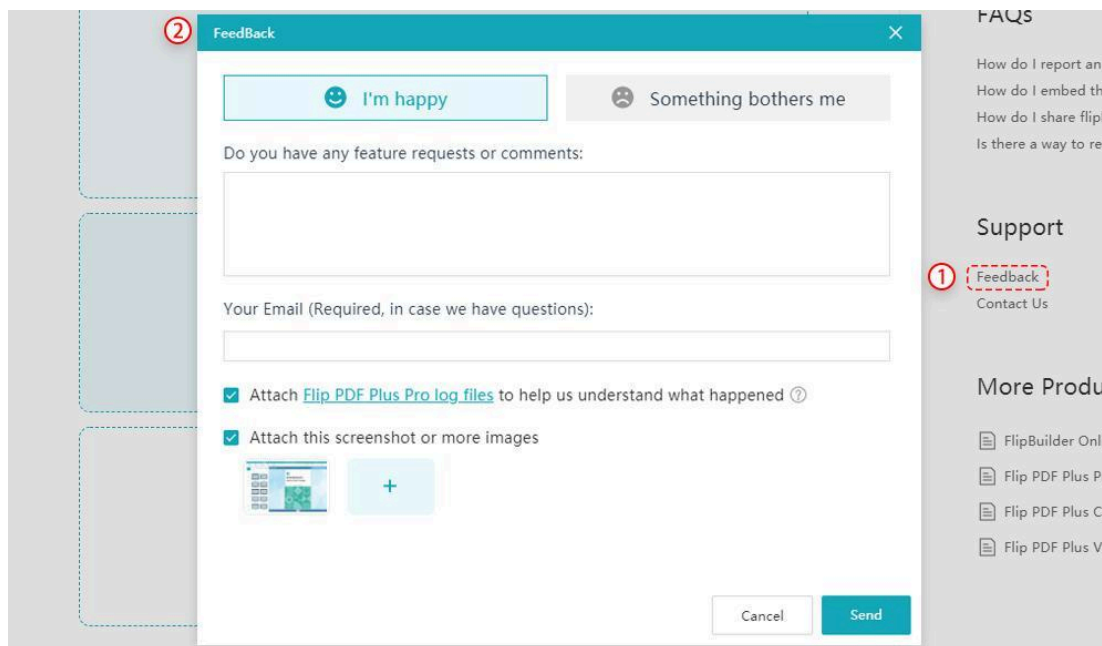 ② FeedBack
I'm happy
Something bothers me
Do you have any feature requests or comments:
Your Email (Required, in case we have questions):
Attach Flip PDF Plus Pro log files to help us understand what happened ?
Attach this screenshot or more images
+
Cancel
Send
FAQs
How do I report an
How do I embed th
How do I share flip
Is there a way to re
Support
① Feedback
Contact Us
More Produ
FlipBuilder Onl
Flip PDF Plus P
Flip PDF Plus C
Flip PDF Plus V